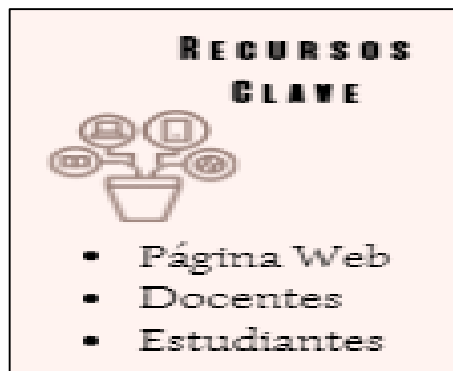 RECURSOS
CLAVE
• Página Web
• Docentes
• Estudiantes